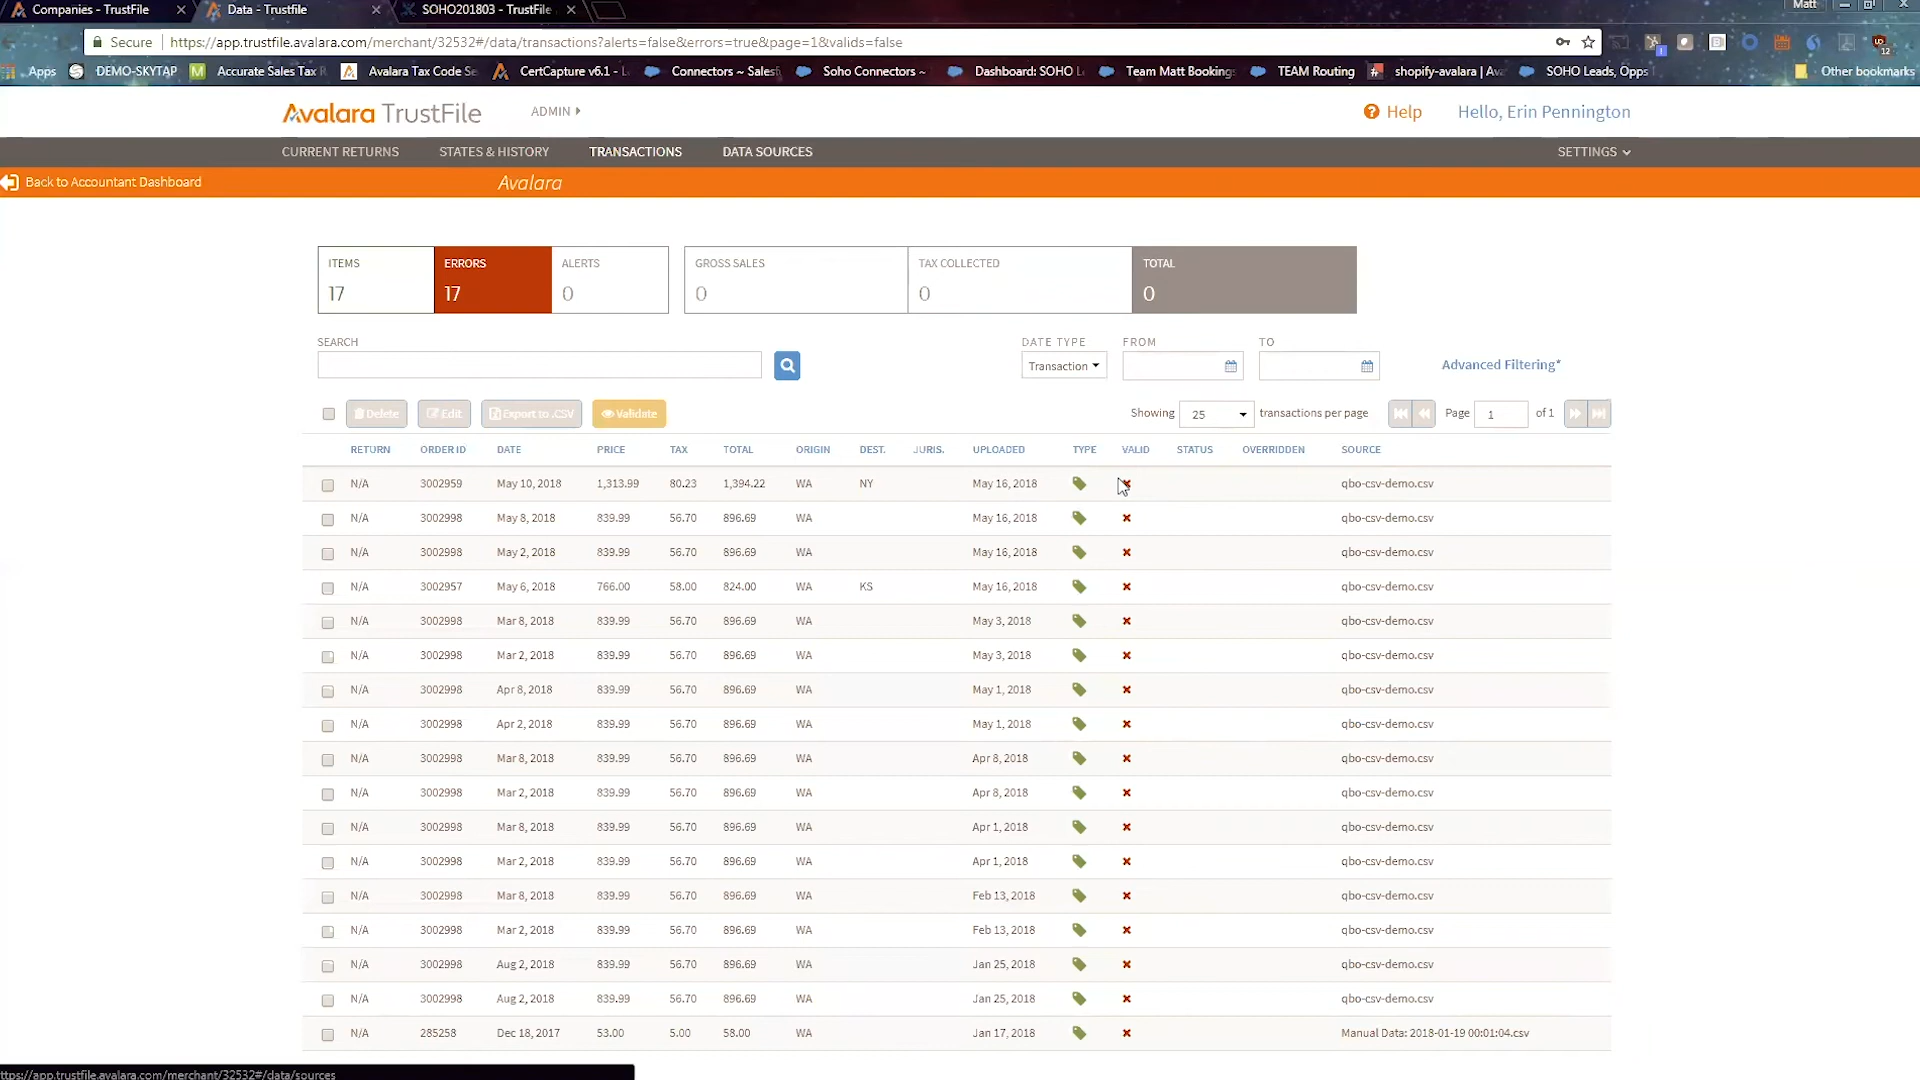 Companies - TrustFile
Data - Trustfile
SOHO201803 - TrustFile
Matt
Secure https://app.trustfile.avalara.com/merchant/32532#/data/transactions?alerts=false&errors=true&page=1&valids=false
Apps DEMO-SKYTAP Accurate Sales Tax R Avalara Tax Code Se CertCapture v6.1 - L Connectors ~ Salesf Soho Connectors ~ Dashboard: SOHO L Team Matt Bookings TEAM Routing shopify-avalara | Ava SOHO Leads, Opps Other bookmarks
Avalara TrustFile ADMIN Help Hello, Erin Pennington
CURRENT RETURNS STATES & HISTORY TRANSACTIONS DATA SOURCES SETTINGS
Back to Accountant Dashboard Avalara
ITEMS ERRORS ALERTS GROSS SALES TAX COLLECTED TOTAL
17 17 0 0 0 0
SEARCH DATE TYPE FROM TO
Transaction Advanced Filtering*
Delete Edit Export to .CSV Validate Showing 25 transactions per page Page 1 of 1
RETURN ORDER ID DATE PRICE TAX TOTAL ORIGIN DEST. JURIS. UPLOADED TYPE VALID STATUS OVERRIDDEN SOURCE
N/A 3002959 May 10, 2018 1,313.99 80.23 1,394.22 WA NY May 16, 2018 qbo-csv-demo.csv
N/A 3002998 May 8, 2018 839.99 56.70 896.69 WA May 16, 2018 qbo-csv-demo.csv
N/A 3002998 May 2, 2018 839.99 56.70 896.69 WA May 16, 2018 qbo-csv-demo.csv
N/A 3002957 May 6, 2018 766.00 58.00 824.00 WA KS May 16, 2018 qbo-csv-demo.csv
N/A 3002998 Mar 8, 2018 839.99 56.70 896.69 WA May 3, 2018 qbo-csv-demo.csv
N/A 3002998 Mar 2, 2018 839.99 56.70 896.69 WA May 3, 2018 qbo-csv-demo.csv
N/A 3002998 Apr 8, 2018 839.99 56.70 896.69 WA May 1, 2018 qbo-csv-demo.csv
N/A 3002998 Apr 2, 2018 839.99 56.70 896.69 WA May 1, 2018 qbo-csv-demo.csv
N/A 3002998 Mar 8, 2018 839.99 56.70 896.69 WA Apr 8, 2018 qbo-csv-demo.csv
N/A 3002998 Mar 2, 2018 839.99 56.70 896.69 WA Apr 8, 2018 qbo-csv-demo.csv
N/A 3002998 Mar 8, 2018 839.99 56.70 896.69 WA Apr 1, 2018 qbo-csv-demo.csv
N/A 3002998 Mar 2, 2018 839.99 56.70 896.69 WA Apr 1, 2018 qbo-csv-demo.csv
N/A 3002998 Mar 8, 2018 839.99 56.70 896.69 WA Feb 13, 2018 qbo-csv-demo.csv
N/A 3002998 Mar 2, 2018 839.99 56.70 896.69 WA Feb 13, 2018 qbo-csv-demo.csv
N/A 3002998 Aug 2, 2018 839.99 56.70 896.69 WA Jan 25, 2018 qbo-csv-demo.csv
N/A 3002998 Aug 2, 2018 839.99 56.70 896.69 WA Jan 25, 2018 qbo-csv-demo.csv
N/A 285258 Dec 18, 2017 53.00 5.00 58.00 WA Jan 17, 2018 Manual Data: 2018-01-19 00:01:04.csv
ttps://app.trustfile.avalara.com/merchant/32532#/data/sources